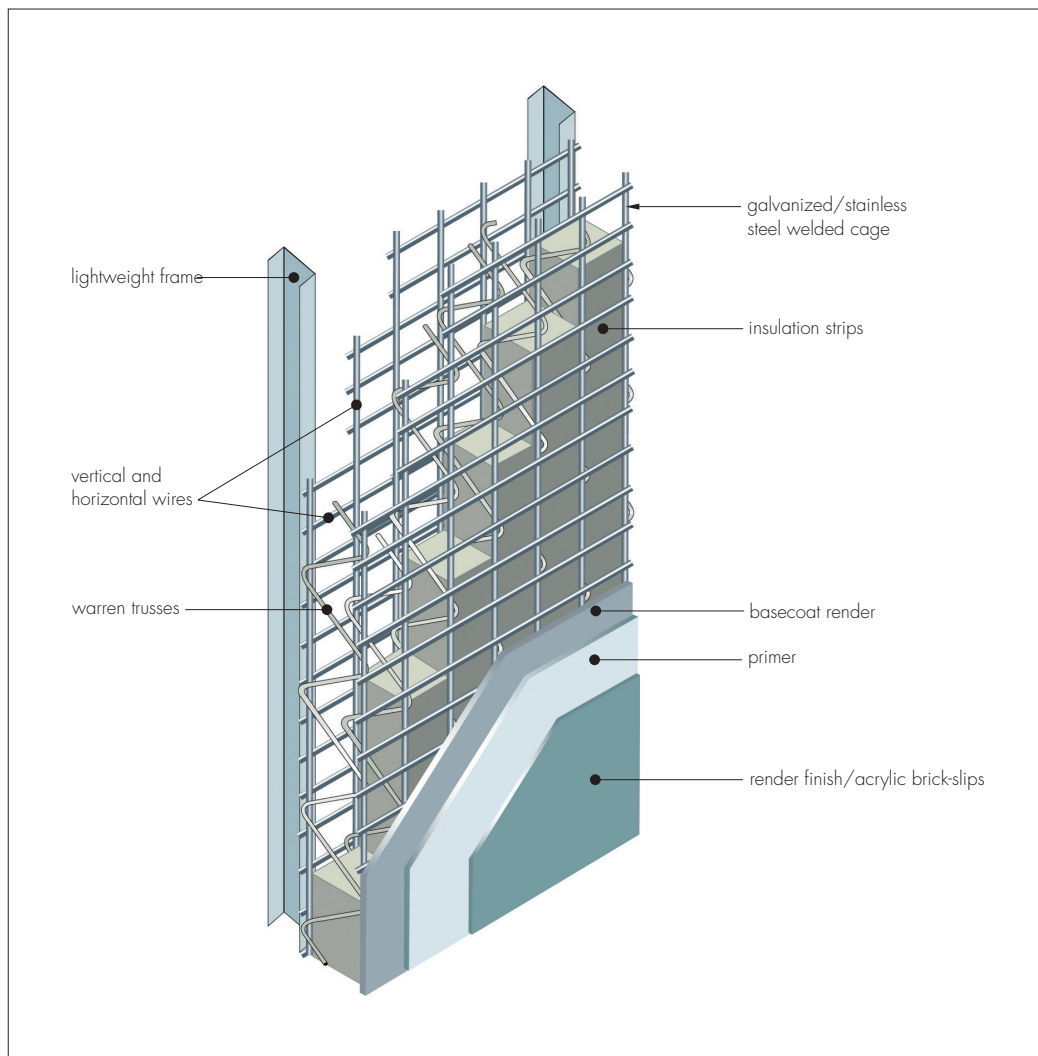 galvanized/stainless
steel welded cage
lightweight frame
insulation strips
vertical and
horizontal wires
warren trusses
basecoat render
primer
render finish/acrylic brick-slips